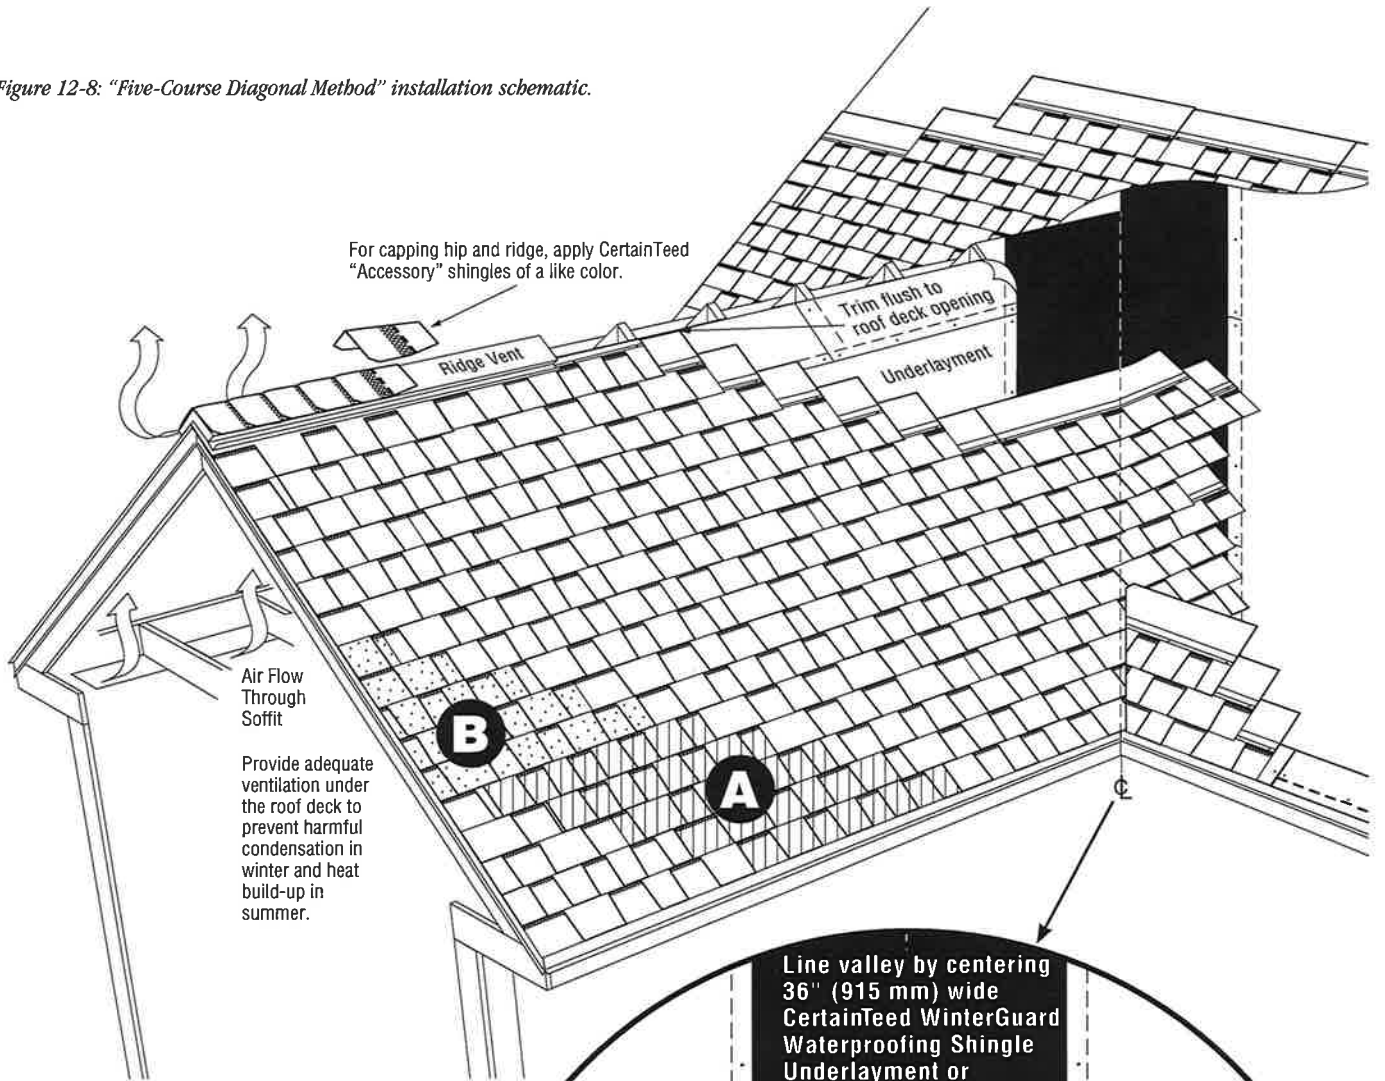 Figure 12-8: “Five-Course Diagonal Method” installation schematic.
For capping hip and ridge, apply CertainTeed
“Accessory” shingles of a like color.
Ridge Vent
Trim flush to
roof deck opening
Underlayment
Air Flow
Through
Soffit
Provide adequate
ventilation under
the roof deck to
prevent harmful
condensation in
winter and heat
build-up in
summer.
B
A
℄
Line valley by centering
36" (915 mm) wide
CertainTeed WinterGuard
Waterproofing Shingle
Underlayment or